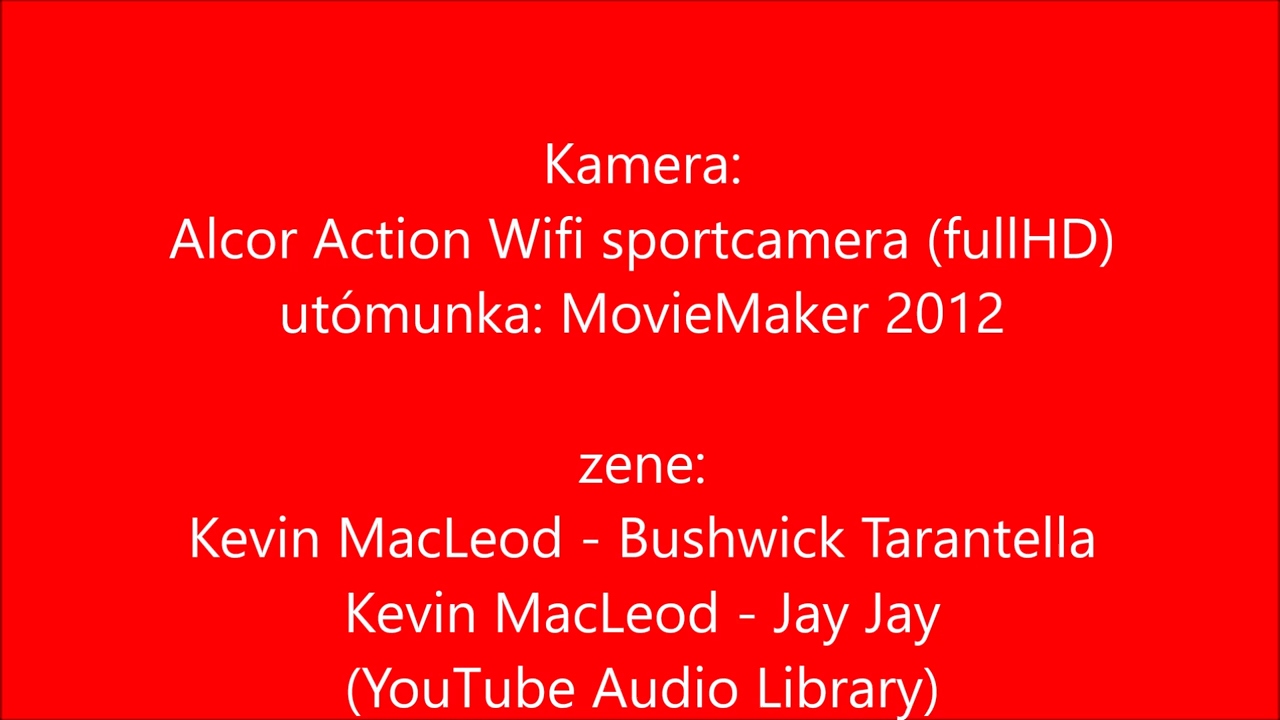 Kamera:
Alcor Action Wifi sportcamera (fullHD)
utómunka: MovieMaker 2012
zene:
Kevin MacLeod - Bushwick Tarantella
Kevin MacLeod - Jay Jay
(YouTube Audio Library)